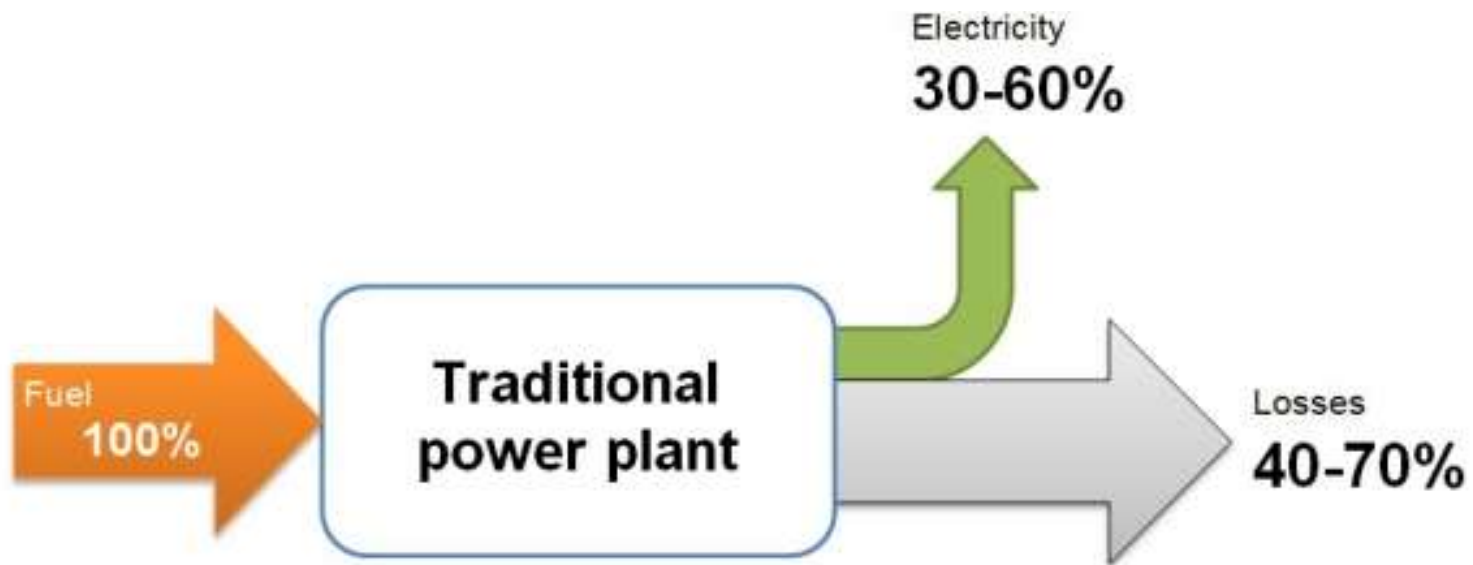 Electricity
30-60%
Fuel
100%
Traditional
power plant
Losses
40-70%